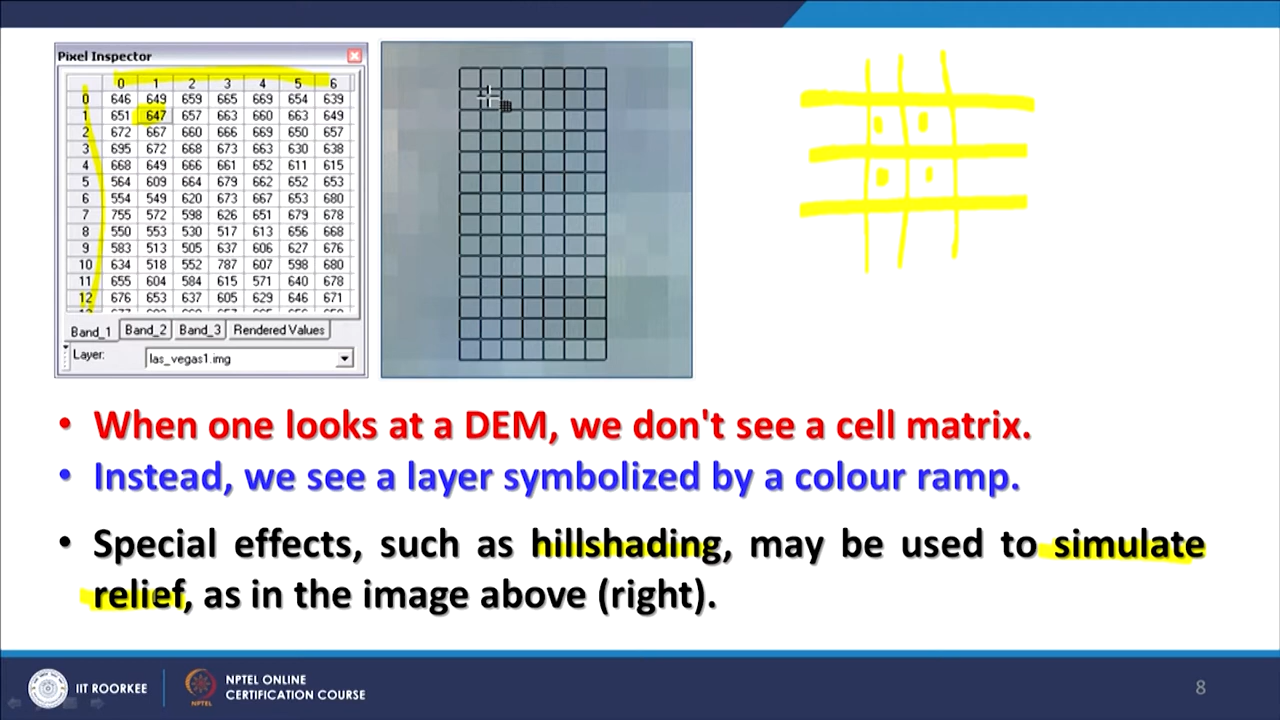 Pixel Inspector
0 1 2 3 4 5 6
0 646 649 659 665 669 654 639
1 651 647 657 663 660 663 649
2 672 667 660 666 669 650 657
3 695 672 668 673 663 630 638
4 668 649 666 661 652 611 615
5 564 609 664 679 662 652 653
6 554 549 620 673 667 653 680
7 755 572 598 626 651 679 678
8 550 553 530 517 613 656 668
9 583 513 505 637 606 627 676
10 634 518 552 787 607 598 680
11 655 604 584 615 571 640 678
12 676 653 637 605 629 646 671
Band_1 Band_2 Band_3 Rendered Values
Layer: las_vegas1.img
• When one looks at a DEM, we don't see a cell matrix.
• Instead, we see a layer symbolized by a colour ramp.
• Special effects, such as hillshading, may be used to simulate
relief, as in the image above (right).
IIT ROORKEE
NPTEL
NPTEL ONLINE
CERTIFICATION COURSE
8